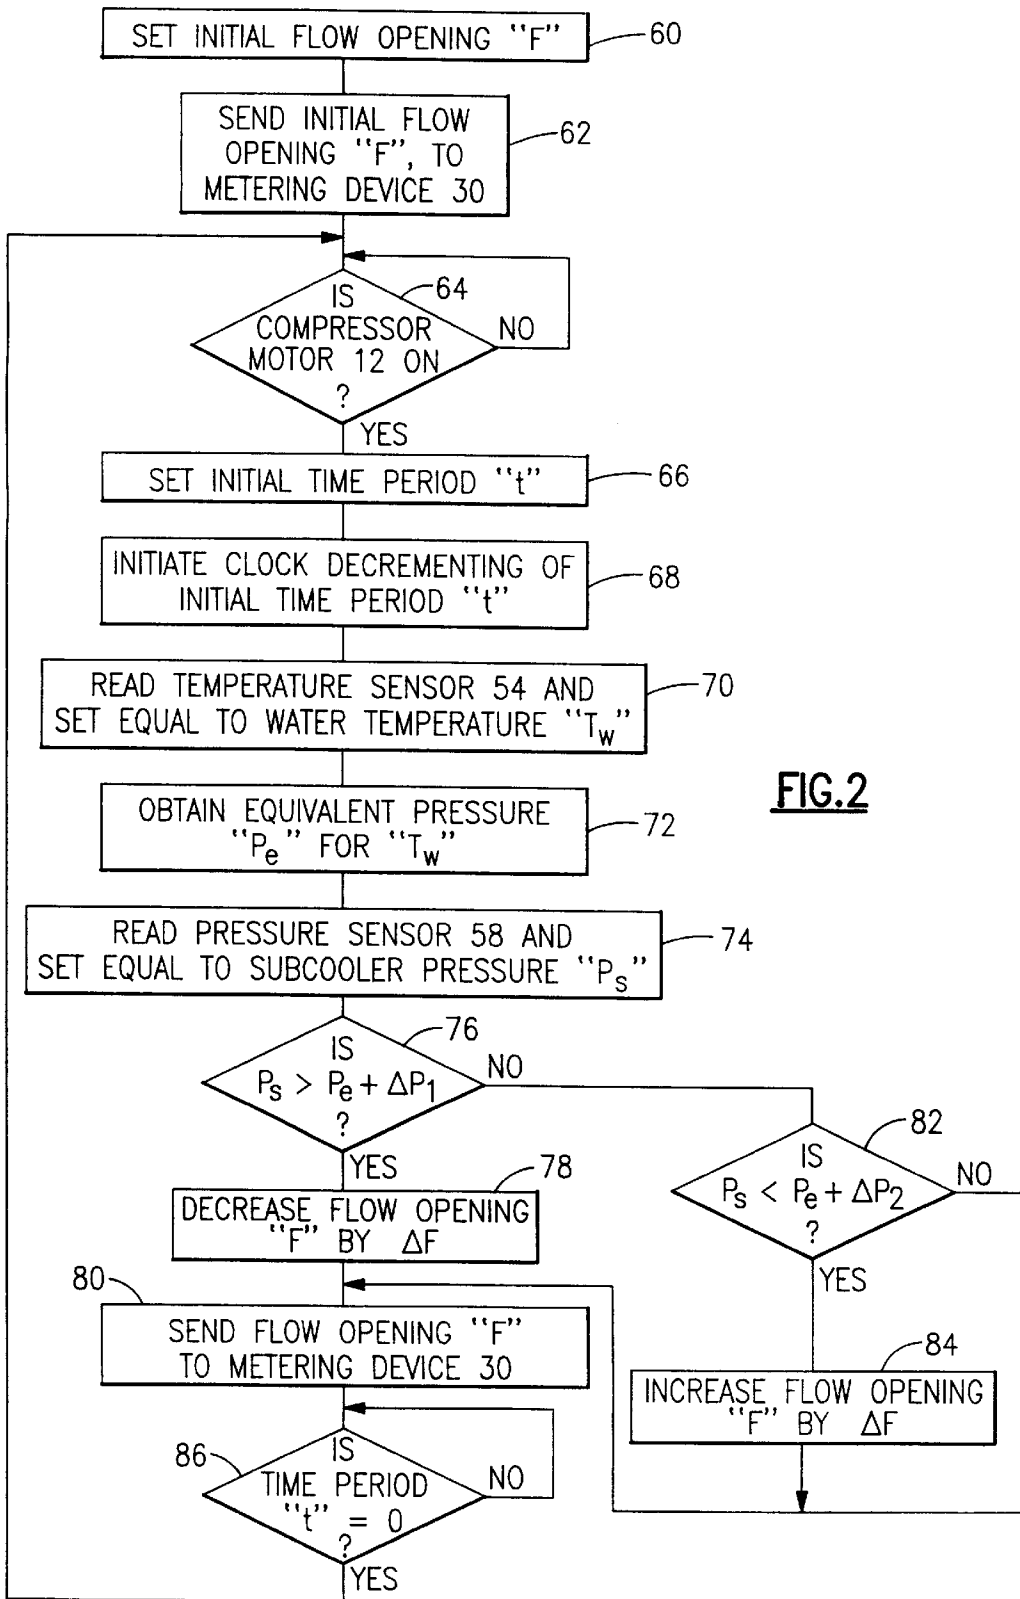 SET INITIAL FLOW OPENING "F"
60
SEND INITIAL FLOW
OPENING "F", TO
METERING DEVICE 30
62
IS
COMPRESSOR
MOTOR 12 ON
?
64
NO
YES
SET INITIAL TIME PERIOD "t"
66
INITIATE CLOCK DECREMENTING OF
INITIAL TIME PERIOD "t"
68
READ TEMPERATURE SENSOR 54 AND
SET EQUAL TO WATER TEMPERATURE "Tw"
70
OBTAIN EQUIVALENT PRESSURE
"Pe" FOR "Tw"
72
FIG.2
READ PRESSURE SENSOR 58 AND
SET EQUAL TO SUBCOOLER PRESSURE "Ps"
74
IS
Ps > Pe + ΔP1
?
76
NO
YES
DECREASE FLOW OPENING
"F" BY ΔF
78
IS
Ps < Pe + ΔP2
?
82
NO
YES
80
SEND FLOW OPENING "F"
TO METERING DEVICE 30
INCREASE FLOW OPENING
"F" BY ΔF
84
86
IS
TIME PERIOD
"t" = 0
?
NO
YES